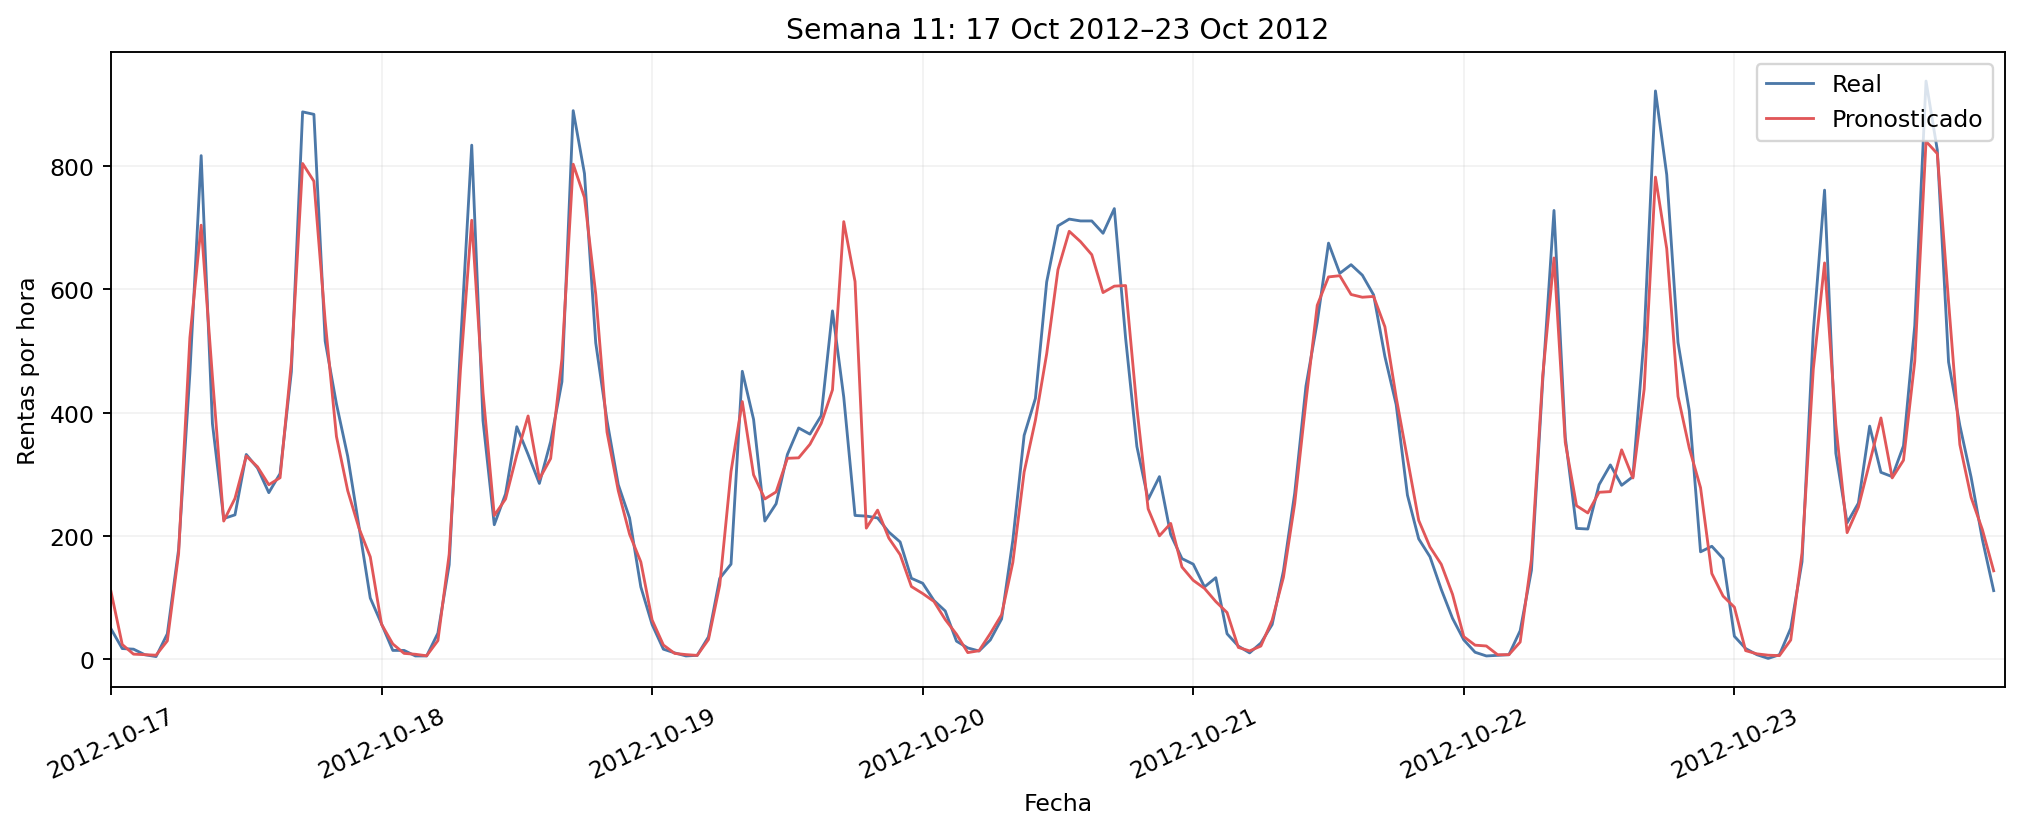 Semana 11: 17 Oct 2012–23 Oct 2012
Real
Pronosticado
Rentas por hora
800
600
400
200
0
2012-10-17
2012-10-18
2012-10-19
2012-10-20
2012-10-21
2012-10-22
2012-10-23
Fecha